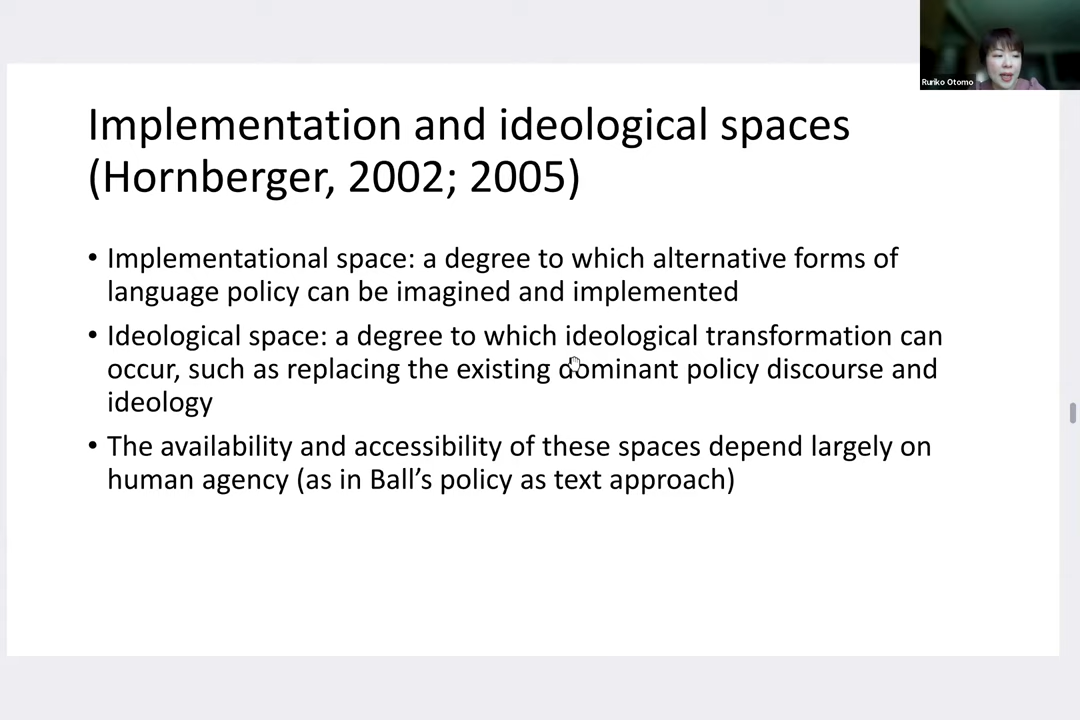 Ruriko Otomo
Implementation and ideological spaces
(Hornberger, 2002; 2005)
• Implementational space: a degree to which alternative forms of
language policy can be imagined and implemented
• Ideological space: a degree to which ideological transformation can
occur, such as replacing the existing dominant policy discourse and
ideology
• The availability and accessibility of these spaces depend largely on
human agency (as in Ball’s policy as text approach)